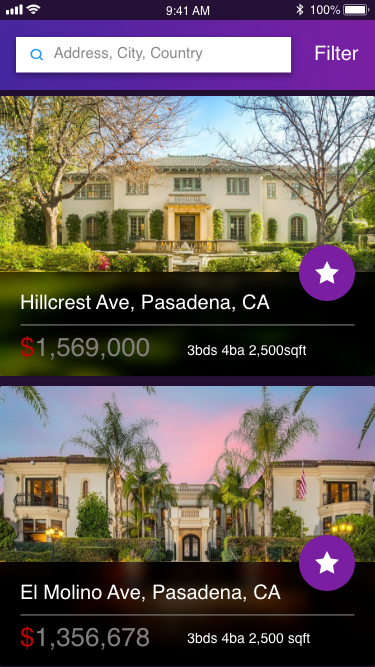 9:41 AM
100%
Address, City, Country
Filter
Hillcrest Ave, Pasadena, CA
$1,569,000
3bds 4ba 2,500sqft
El Molino Ave, Pasadena, CA
$1,356,678
3bds 4ba 2,500 sqft